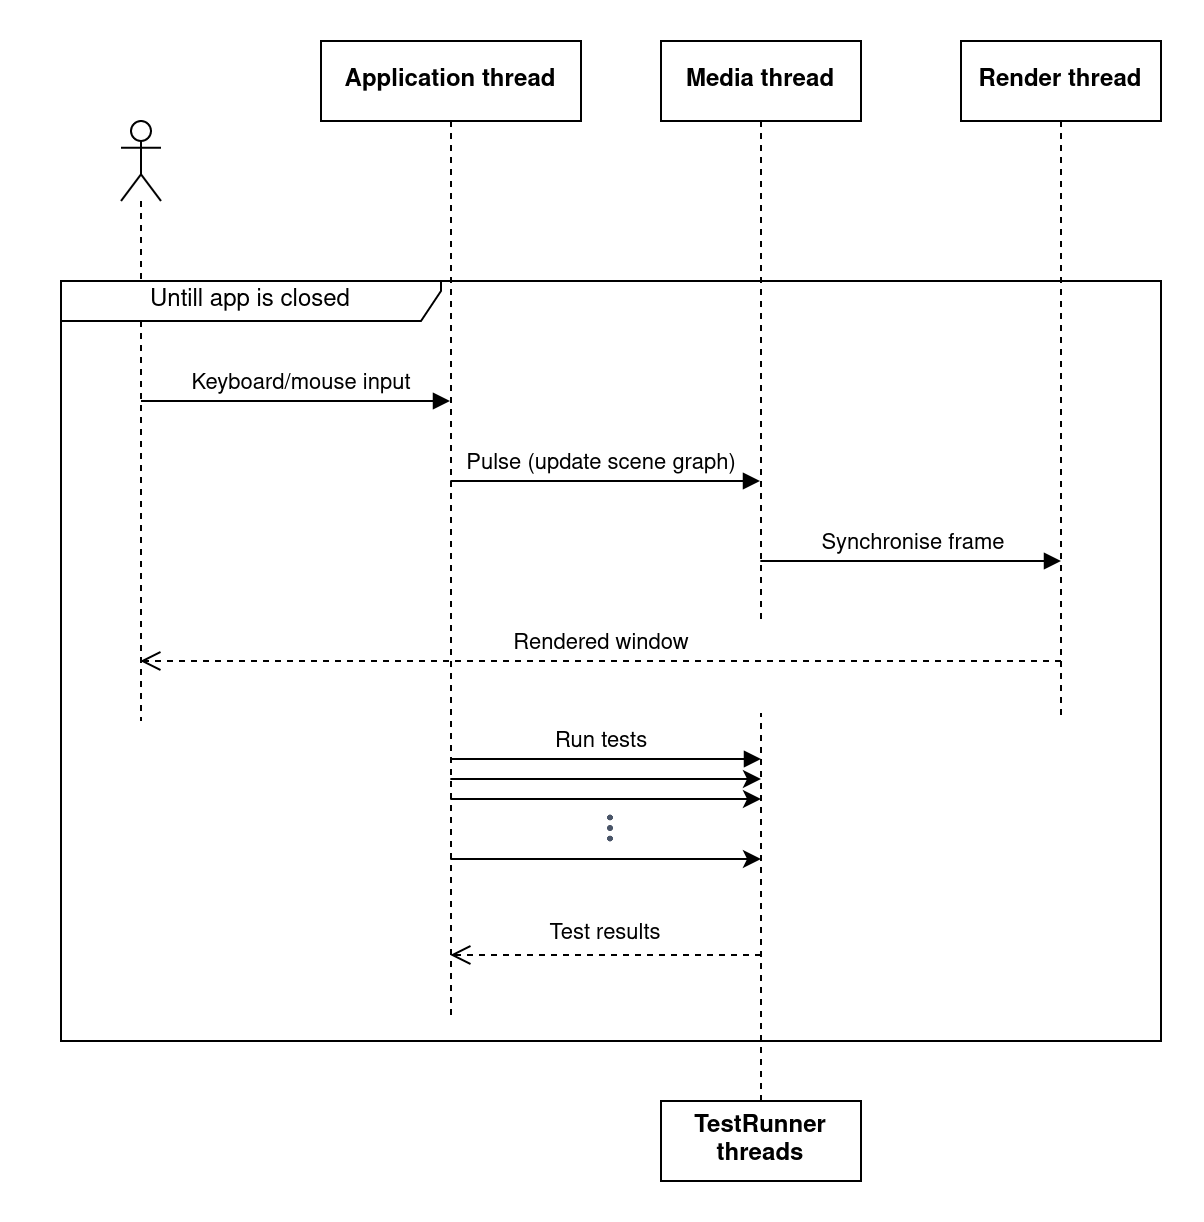 Application thread
Media thread
Render thread
Untill app is closed
Keyboard/mouse input
Pulse (update scene graph)
Synchronise frame
Rendered window
Run tests
Test results
TestRunner
threads